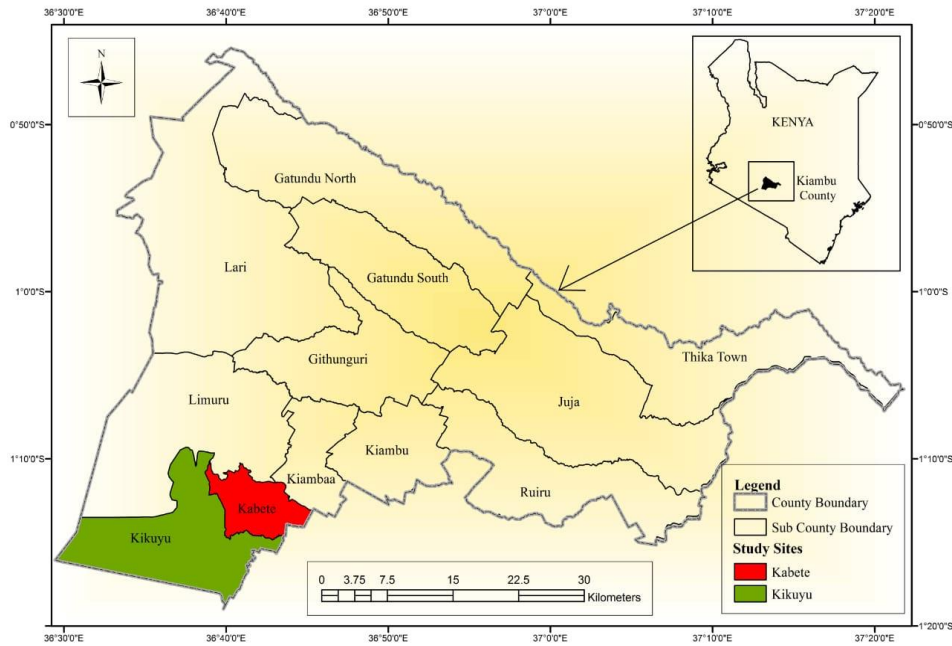 36°30'0"E 36°40'0"E 36°50'0"E 37°0'0"E 37°10'0"E 37°20'0"E
N
KENYA
Kiambu
County
0°50'0"S 0°50'0"S
Gatundu North
Lari
Gatundu South
1°0'0"S 1°0'0"S
Thika Town
Githunguri
Limuru
Juja
Kiambu
1°10'0"S 1°10'0"S
Kiambaa
Ruiru
Kabete
Kikuyu
Legend
County Boundary
Sub County Boundary
Study Sites
Kabete
Kikuyu
0 3.75 7.5 15 22.5 30
Kilometers
1°20'0"S 1°20'0"S
36°30'0"E 36°40'0"E 36°50'0"E 37°0'0"E 37°10'0"E 37°20'0"E